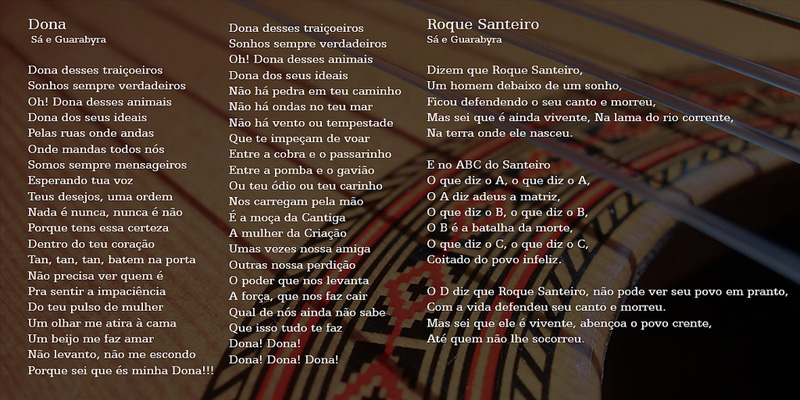 Dona
Sá e Guarabyra
Dona desses traiçoeiros
Sonhos sempre verdadeiros
Oh! Dona desses animais
Dona dos seus ideais
Pelas ruas onde andas
Onde mandas todos nós
Somos sempre mensageiros
Esperando tua voz
Teus desejos, uma ordem
Nada é nunca, nunca é não
Porque tens essa certeza
Dentro do teu coração
Tan, tan, tan, batem na porta
Não precisa ver quem é
Pra sentir a impaciência
Do teu pulso de mulher
Um olhar me atira à cama
Um beijo me faz amar
Não levanto, não me escondo
Porque sei que és minha Dona!!!
Dona desses traiçoeiros
Sonhos sempre verdadeiros
Oh! Dona desses animais
Dona dos seus ideais
Não há pedra em teu caminho
Não há ondas no teu mar
Não há vento ou tempestade
Que te impeçam de voar
Entre a cobra e o passarinho
Entre a pomba e o gavião
Ou teu ódio ou teu carinho
Nos carregam pela mão
É a moça da Cantiga
A mulher da Criação
Umas vezes nossa amiga
Outras nossa perdição
O poder que nos levanta
A força, que nos faz cair
Qual de nós ainda não sabe
Que isso tudo te faz
Dona! Dona!
Dona! Dona! Dona!
Roque Santeiro
Sá e Guarabyra
Dizem que Roque Santeiro,
Um homem debaixo de um sonho,
Ficou defendendo o seu canto e morreu,
Mas sei que é ainda vivente, Na lama do rio corrente,
Na terra onde ele nasceu.
E no ABC do Santeiro
O que diz o A, o que diz o A,
O A diz adeus a matriz,
O que diz o B, o que diz o B,
O B é a batalha da morte,
O que diz o C, o que diz o C,
Coitado do povo infeliz.
O D diz que Roque Santeiro, não pode ver seu povo em pranto,
Com a vida defendeu seu canto e morreu.
Mas sei que ele é vivente, abençoa o povo crente,
Até quem não lhe socorreu.